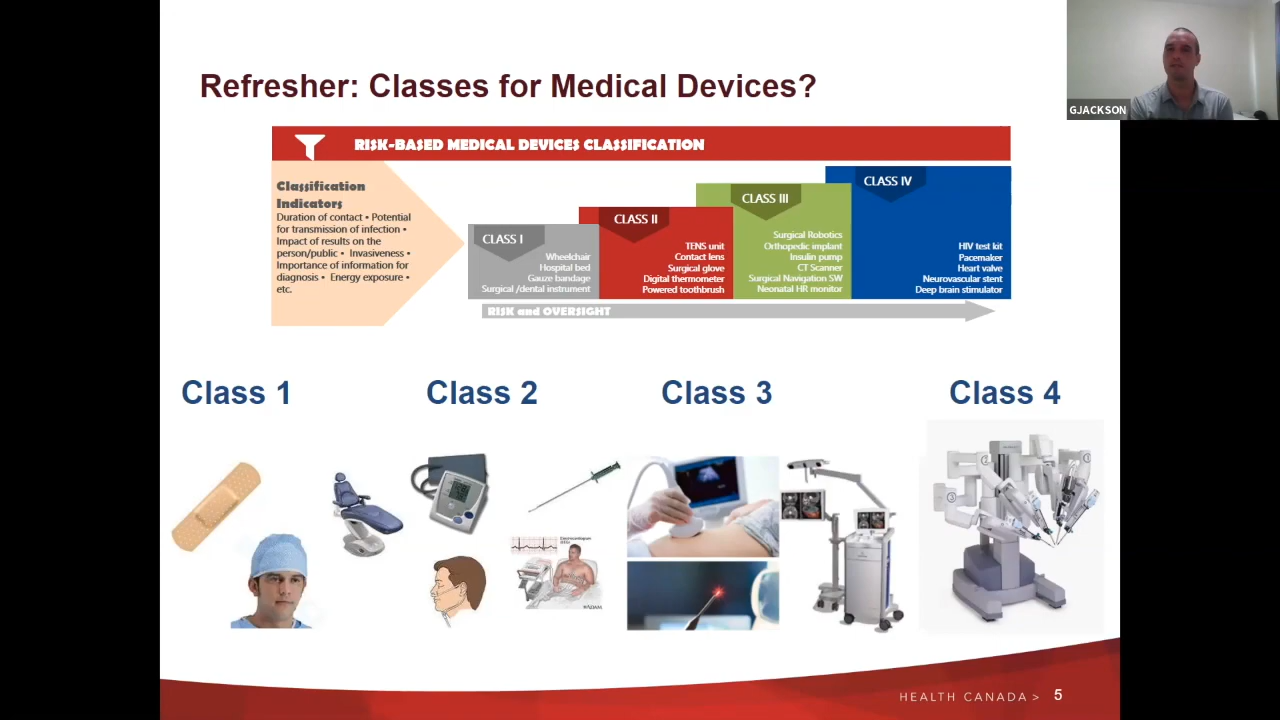 Refresher: Classes for Medical Devices?
GJACKSON
RISK-BASED MEDICAL DEVICES CLASSIFICATION
Classification
Indicators
Duration of contact • Potential
for transmission of infection •
Impact of results on the
person/public • Invasiveness •
Importance of information for
diagnosis • Energy exposure •
etc.
CLASS I
Wheelchair
Hospital bed
Gauze bandage
Surgical /dental instrument
CLASS II
TENS unit
Contact lens
Surgical glove
Digital thermometer
Powered toothbrush
CLASS III
Surgical Robotics
Orthopedic implant
Insulin pump
CT Scanner
Surgical Navigation SW
Neonatal HR monitor
CLASS IV
HIV test kit
Pacemaker
Heart valve
Neurovascular stent
Deep brain stimulator
RISK and OVERSIGHT
Class 1
Class 2
Class 3
Class 4
HEALTH CANADA > 5